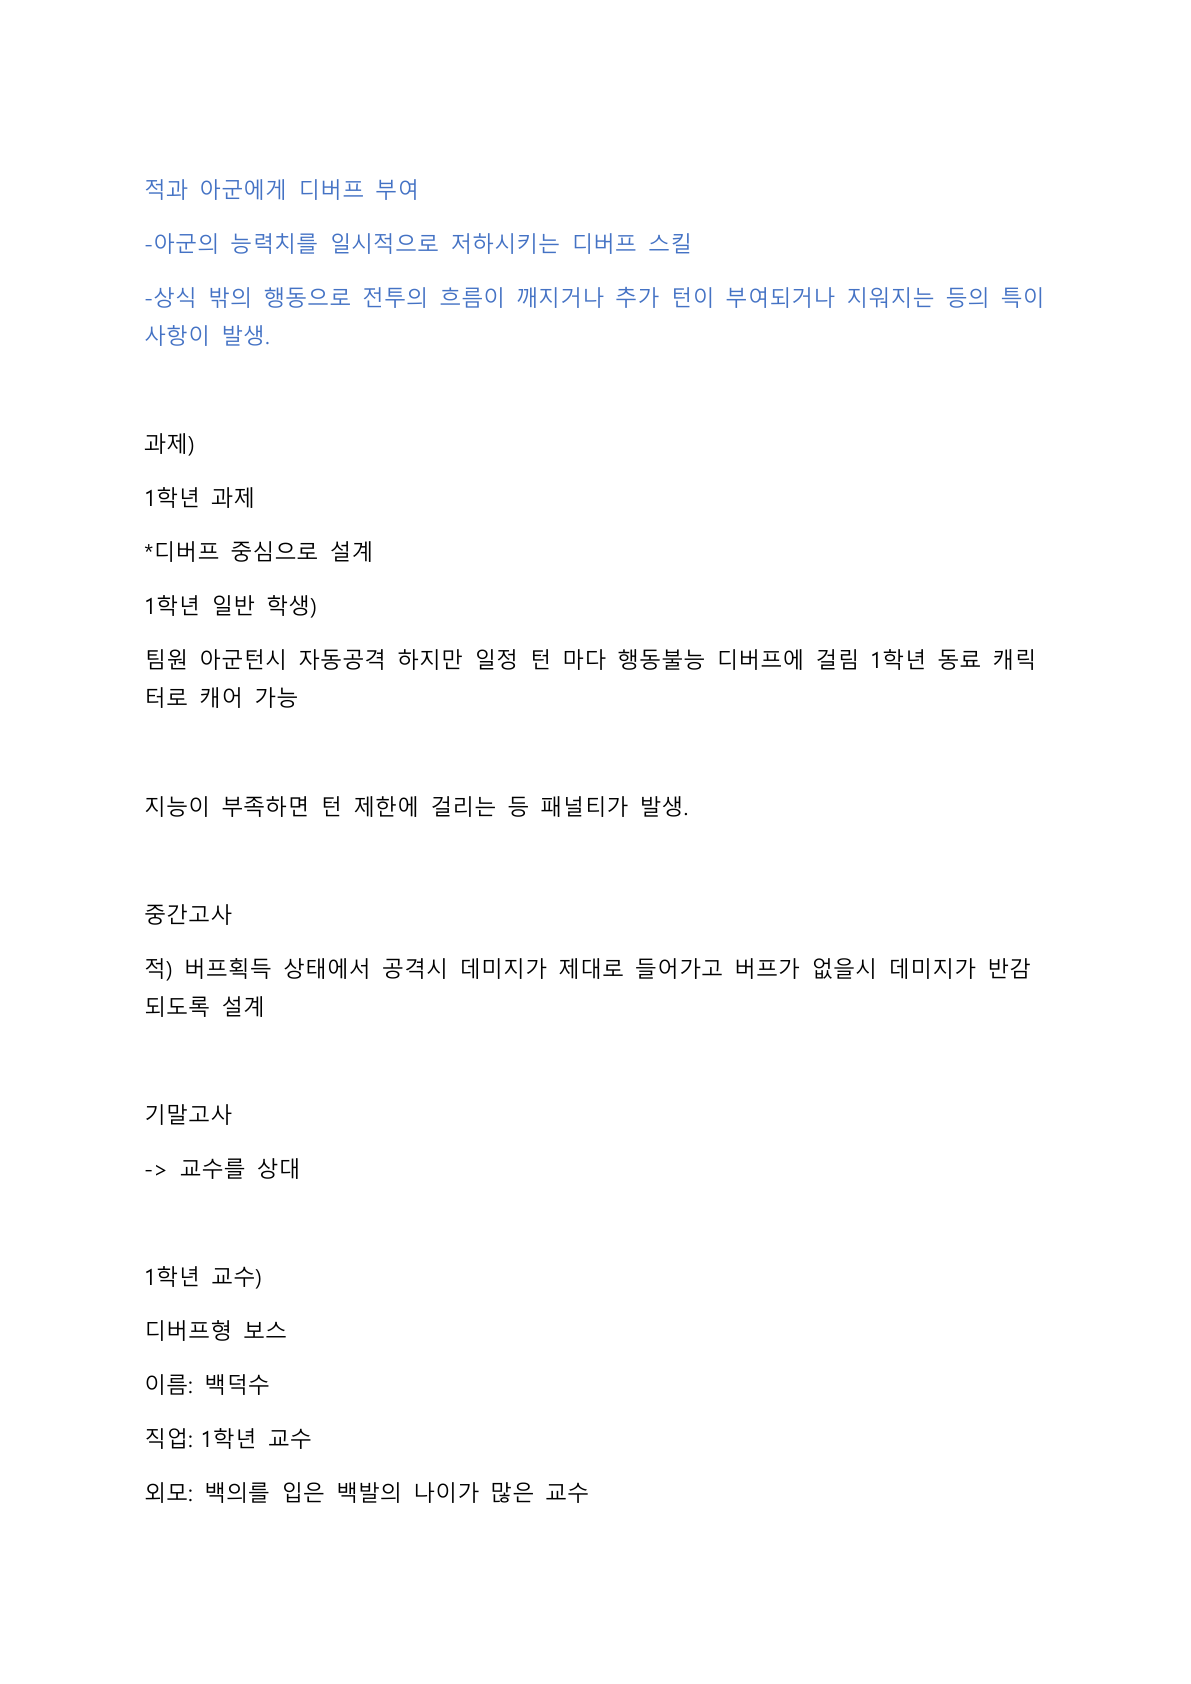 적과 아군에게 디버프 부여
-아군의 능력치를 일시적으로 저하시키는 디버프 스킬
-상식 밖의 행동으로 전투의 흐름이 깨지거나 추가 턴이 부여되거나 지워지는 등의 특이
사항이 발생.
과제)
1학년 과제
*디버프 중심으로 설계
1학년 일반 학생)
팀원 아군턴시 자동공격 하지만 일정 턴 마다 행동불능 디버프에 걸림 1학년 동료 캐릭
터로 캐어 가능
지능이 부족하면 턴 제한에 걸리는 등 패널티가 발생.
중간고사
적) 버프획득 상태에서 공격시 데미지가 제대로 들어가고 버프가 없을시 데미지가 반감
되도록 설계
기말고사
-> 교수를 상대
1학년 교수)
디버프형 보스
이름: 백덕수
직업: 1학년 교수
외모: 백의를 입은 백발의 나이가 많은 교수